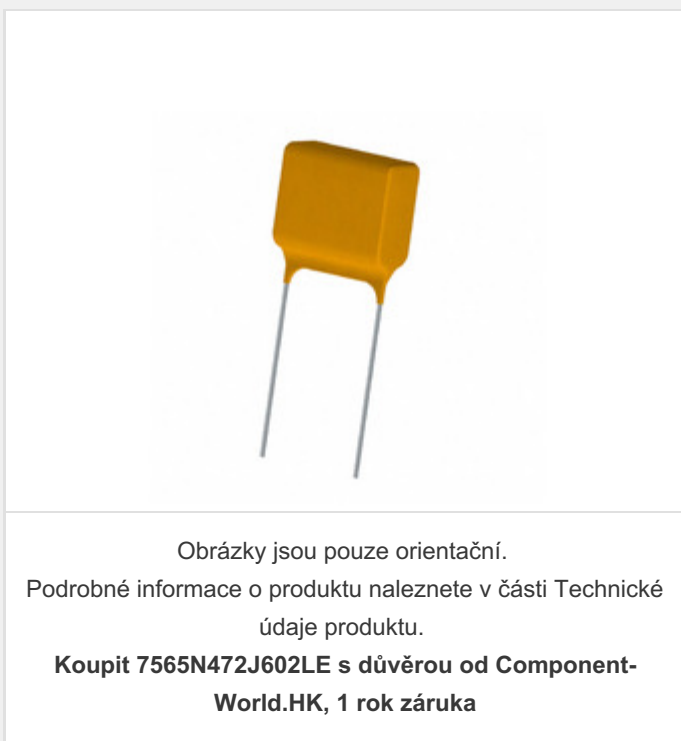 Obrázky jsou pouze orientační.
Podrobné informace o produktu naleznete v části Technické
údaje produktu.
Koupit 7565N472J602LE s důvěrou od Component-
World.HK, 1 rok záruka